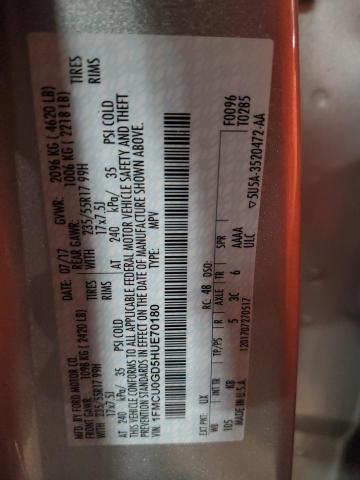 MFD. BY FORD MOTOR CO.
DATE: 07/17 GVWR: 2096 KG ( 4620 LB)
FRONT GAWR: 1098 KG ( 2420 LB) REAR GAWR: 1006 KG ( 2218 LB)
235/55R17 99H TIRES WITH 235/55R17 99H TIRES
17x7.5J RIMS 17x7.5J RIMS
AT 240 kPa/ 35 PSI COLD AT 240 kPa/ 35 PSI COLD
THIS VEHICLE CONFORMS TO ALL APPLICABLE FEDERAL MOTOR VEHICLE SAFETY AND THEFT
PREVENTION STANDARDS IN EFFECT ON THE DATE OF MANUFACTURE SHOWN ABOVE.
VIN: 1FMCU0GD5HUE70180
TYPE: MPV
F0096
T0285
EXT PNT: UX RC: 48 DSO:
WB INT TR TP/PS R AXLE TR SPR
105 KB 5 3C 6 AAAA
ULC
MADE IN U.S.A. 1201707270517
5U5A-3520472-AA